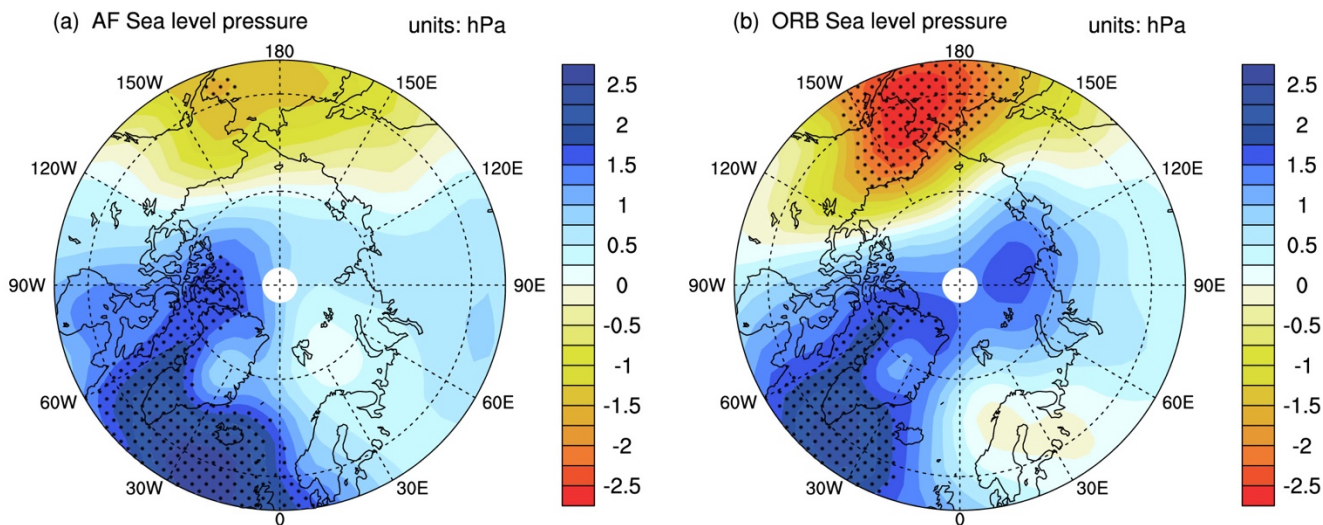 (a) AF Sea level pressure units: hPa
180
150W 150E
120W 120E
90W 90E
60W 60E
30W 30E
0
2.5
2
1.5
1
0.5
0
-0.5
-1
-1.5
-2
-2.5
(b) ORB Sea level pressure units: hPa
180
150W 150E
120W 120E
90W 90E
60W 60E
30W 30E
0
2.5
2
1.5
1
0.5
0
-0.5
-1
-1.5
-2
-2.5